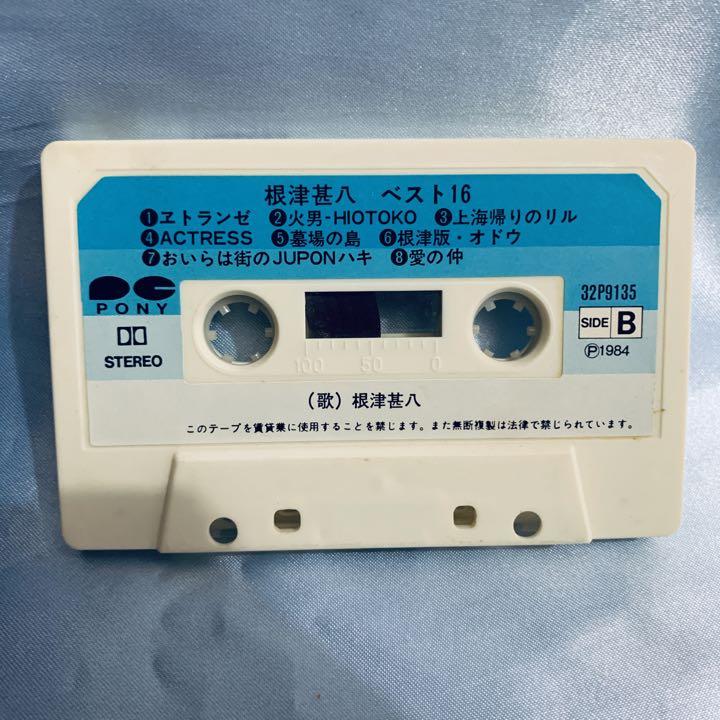 根津甚八 ベスト16
❶ヱトランゼ ❷火男-HIOTOKO ❸上海帰りのリル
❹ACTRESS ❺墓場の島 ❻根津版・オドウ
❼おいらは街のJUPONハキ ❽愛の仲
PONY
32P9135
SIDE B
STEREO
Ⓟ1984
100 50 0
(歌) 根津甚八
このテープを賃貸業に使用することを禁じます。また無断複製は法律で禁じられています。